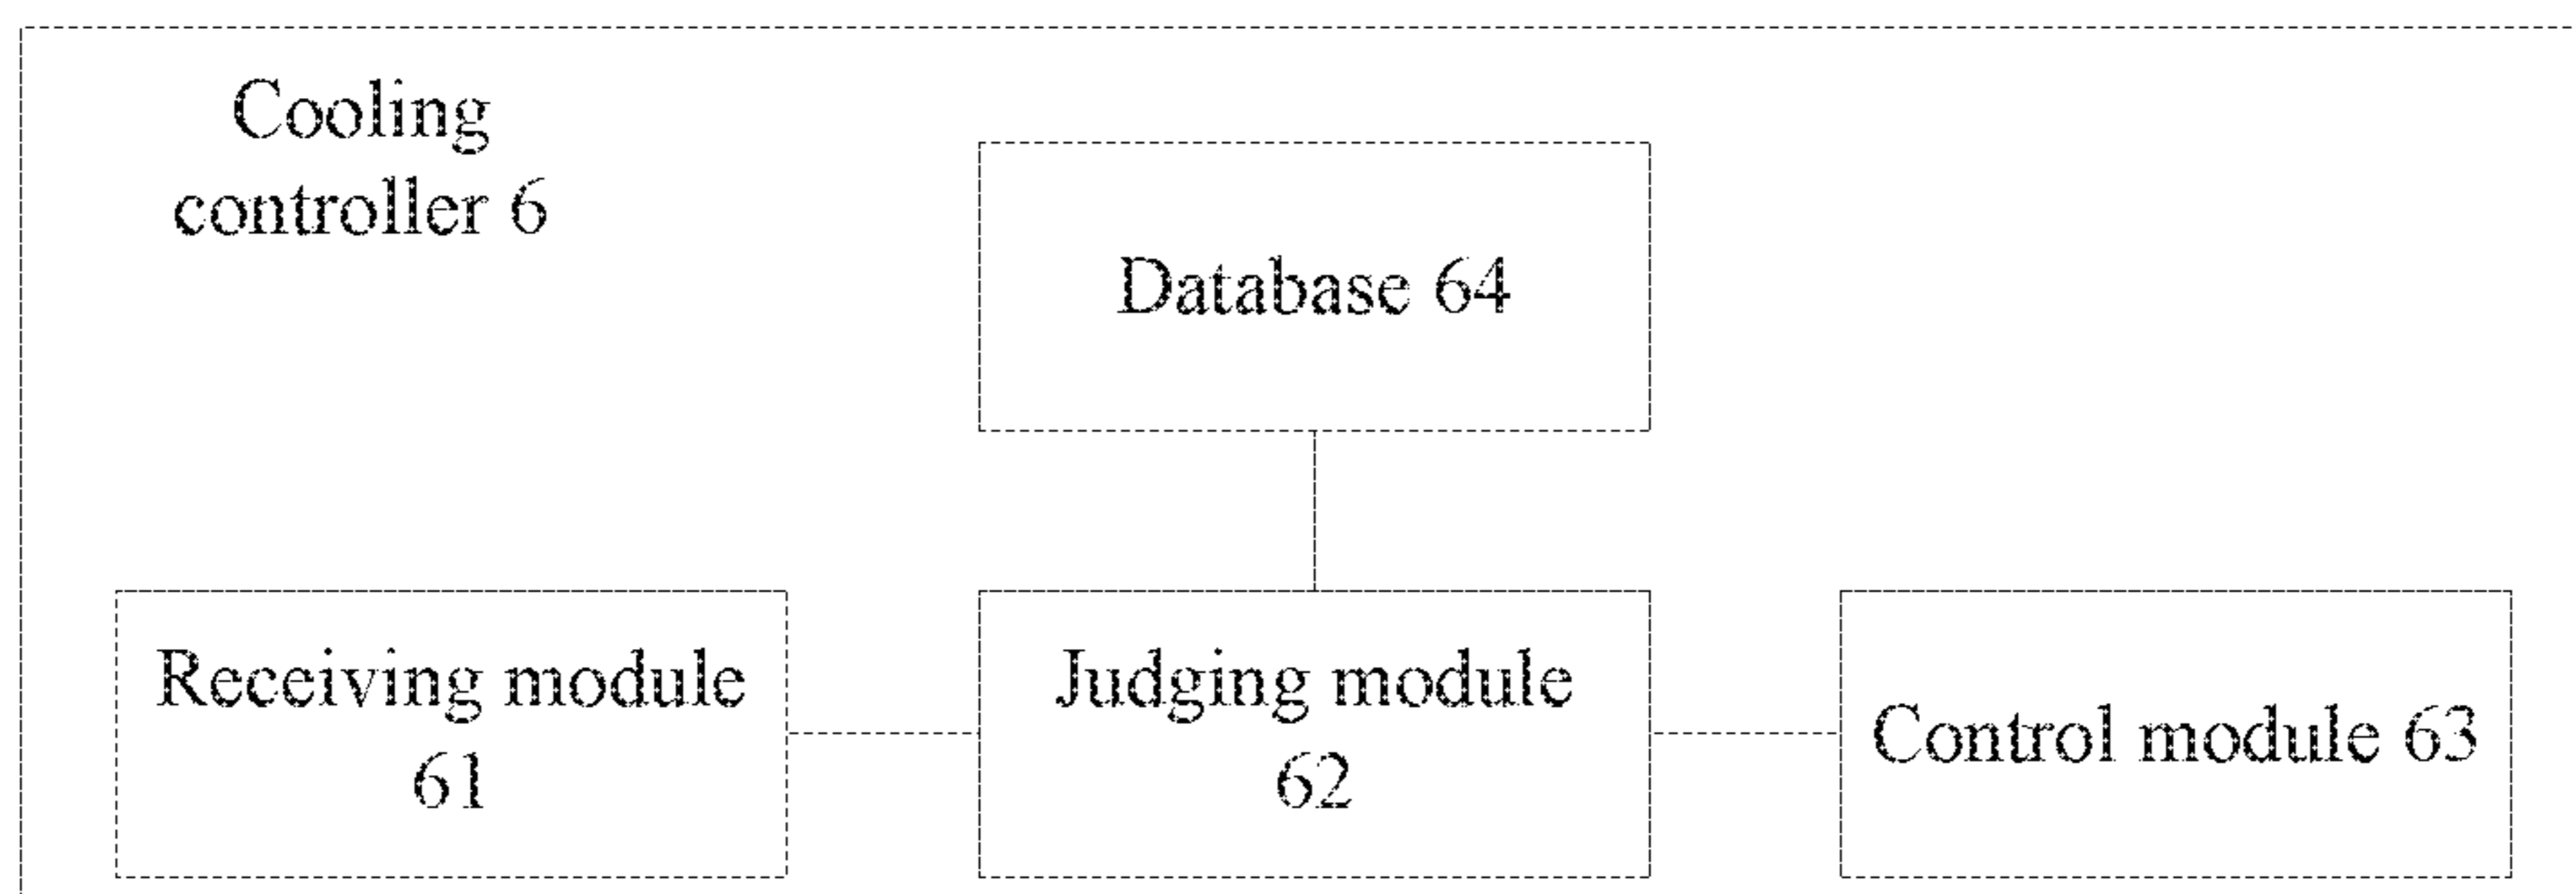 Cooling
controller 6
Database 64
Receiving module
61
Judging module
62
Control module 63